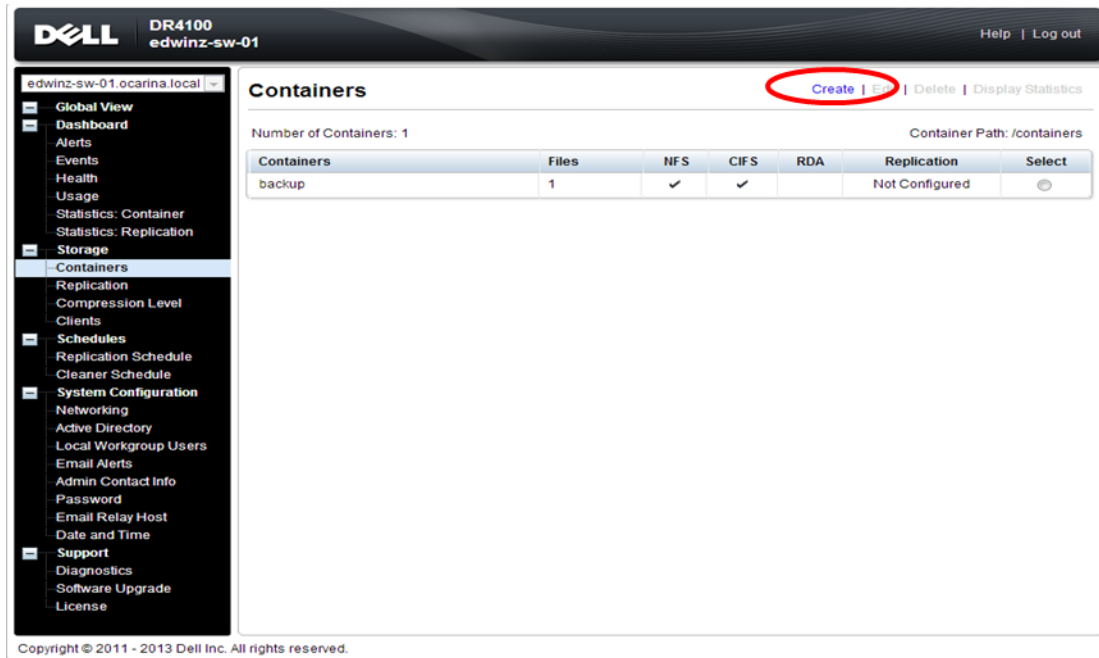 DELL
DR4100
edwinz-sw-01
Help | Log out
edwinz-sw-01.ocarina.local
Global View
Dashboard
Alerts
Events
Health
Usage
Statistics: Container
Statistics: Replication
Storage
Containers
Replication
Compression Level
Clients
Schedules
Replication Schedule
Cleaner Schedule
System Configuration
Networking
Active Directory
Local Workgroup Users
Email Alerts
Admin Contact Info
Password
Email Relay Host
Date and Time
Support
Diagnostics
Software Upgrade
License
Containers
Create | Edit | Delete | Display Statistics
Number of Containers: 1 Container Path: /containers
Containers Files NFS CIFS RDA Replication Select
backup 1 ✔ ✔ Not Configured
Copyright © 2011 - 2013 Dell Inc. All rights reserved.